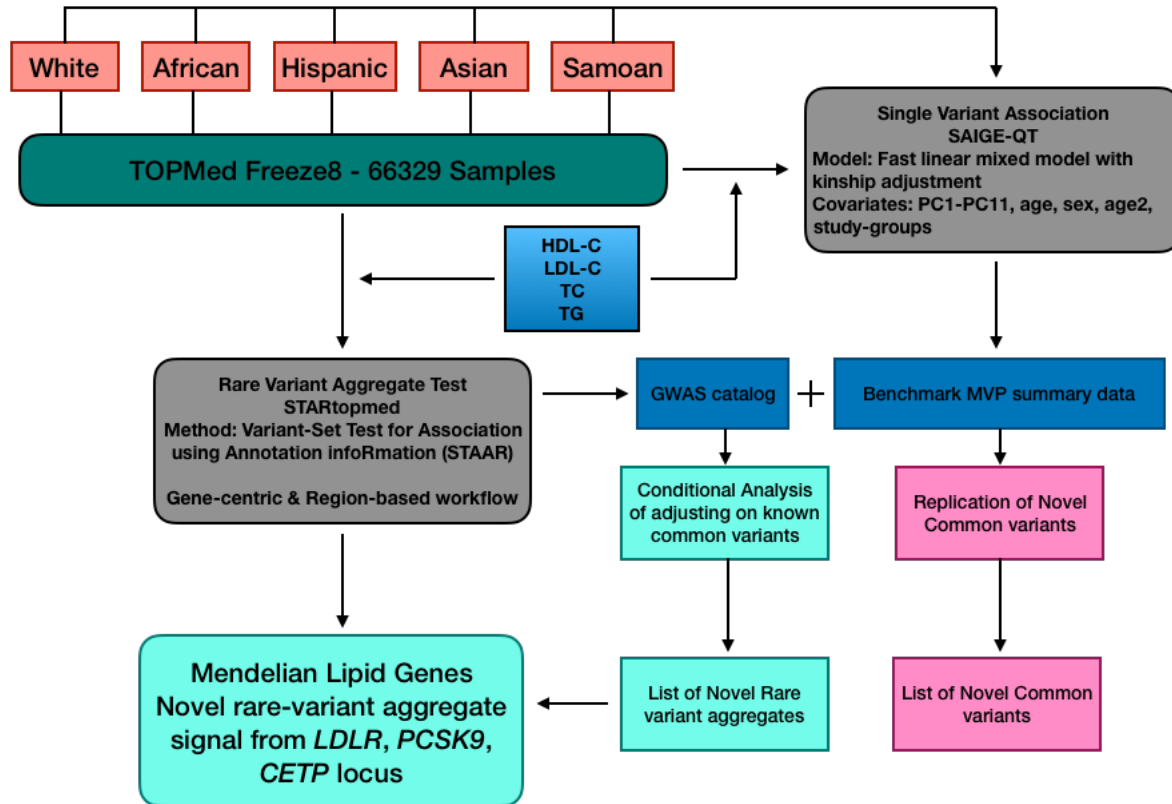 White
African
Hispanic
Asian
Samoan
TOPMed Freeze8 - 66329 Samples
Single Variant Association
SAIGE-QT
Model: Fast linear mixed model with
kinship adjustment
Covariates: PC1-PC11, age, sex, age2,
study-groups
HDL-C
LDL-C
TC
TG
Rare Variant Aggregate Test
STARtopmed
Method: Variant-Set Test for Association
using Annotation infoRmation (STAAR)
Gene-centric & Region-based workflow
GWAS catalog
+
Benchmark MVP summary data
Conditional Analysis
of adjusting on known
common variants
Replication of Novel
Common variants
Mendelian Lipid Genes
Novel rare-variant aggregate
signal from LDLR, PCSK9,
CETP locus
List of Novel Rare
variant aggregates
List of Novel Common
variants